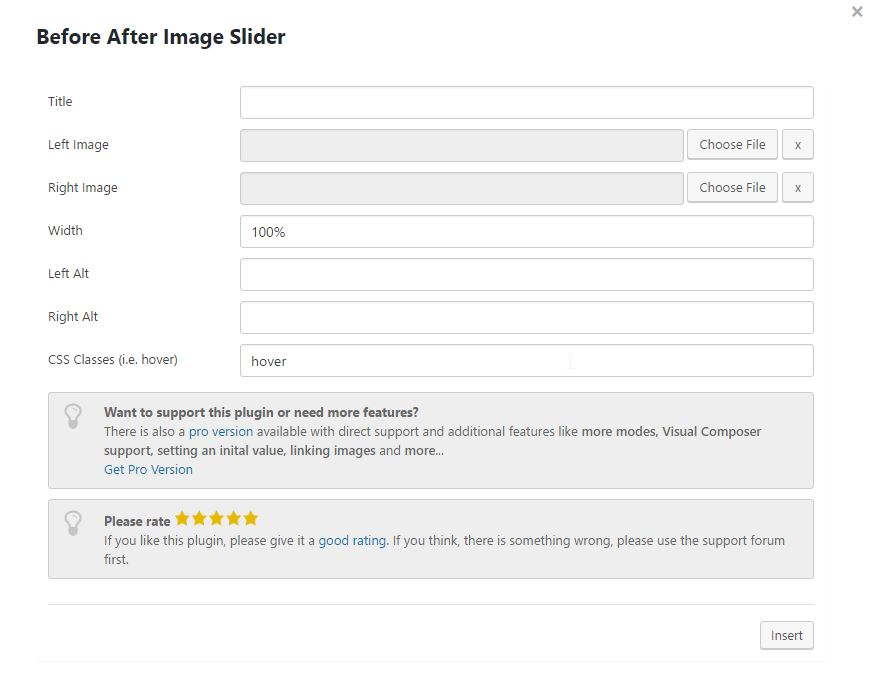 ×
Before After Image Slider
Title
Left Image Choose File x
Right Image Choose File x
Width 100%
Left Alt
Right Alt
CSS Classes (i.e. hover) hover
Want to support this plugin or need more features?
There is also a pro version available with direct support and additional features like more modes, Visual Composer
support, setting an inital value, linking images and more...
Get Pro Version
Please rate ★★★★★
If you like this plugin, please give it a good rating. If you think, there is something wrong, please use the support forum
first.
Insert